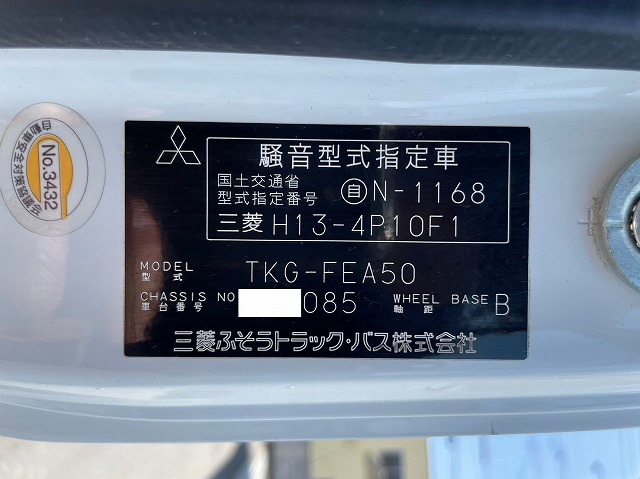 騒音型式指定車
国土交通省
型式指定番号 自N-1168
三菱 H13-4P10F1
MODEL
型式 TKG-FEA50
CHASSIS NO
車台番号 085
WHEEL BASE
軸距 B
三菱ふそうトラック・バス株式会社
No.3432